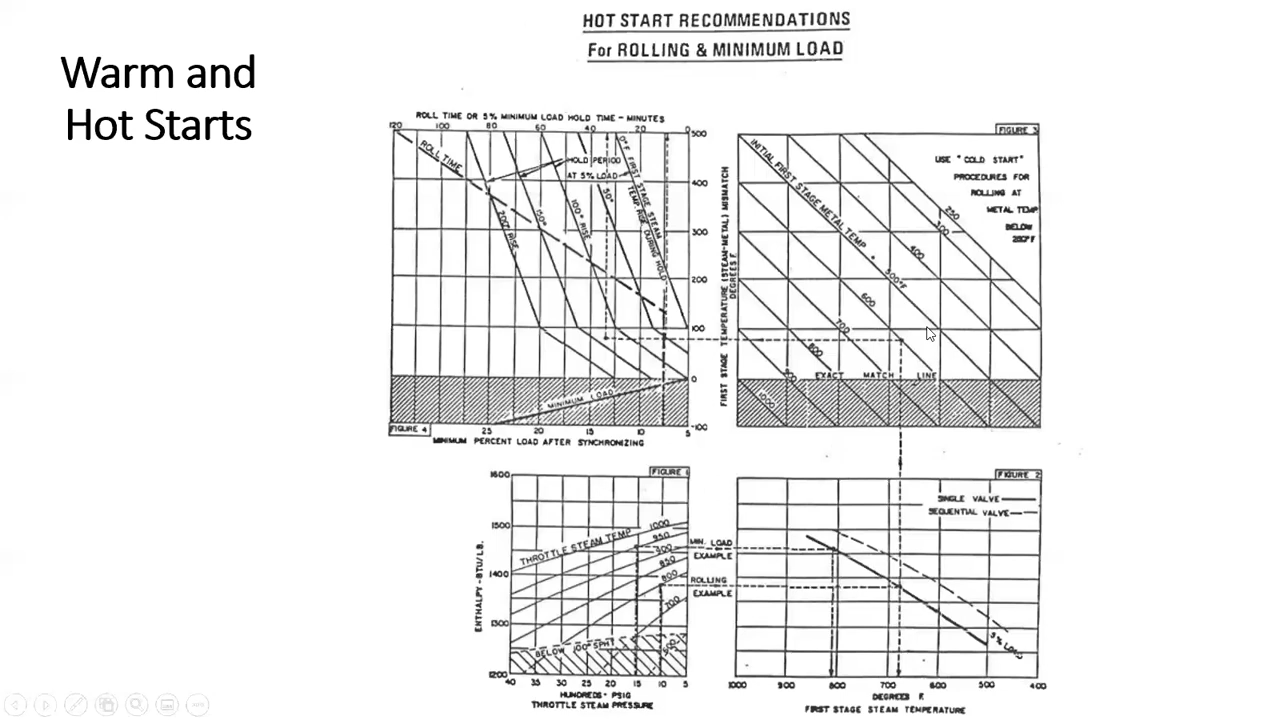 Warm and
Hot Starts
HOT START RECOMMENDATIONS
For ROLLING & MINIMUM LOAD
ROLL TIME OR 5% MINIMUM LOAD HOLD TIME - MINUTES
120 100 80 60 40 20 0
500
400
300
200
100
0
-100
ROLL TIME
HOLD PERIOD
AT 5% LOAD
0°F FIRST STAGE STEAM
TEMP. RISE DURING HOLD
200° RISE
150°
100° RISE
50°
MINIMUM LOAD
FIGURE 4
25 20 15 10 5
MINIMUM PERCENT LOAD AFTER SYNCHRONIZING
FIRST STAGE TEMPERATURE (STEAM-METAL) MISMATCH
DEGREES F.
FIGURE 3
INITIAL FIRST STAGE METAL TEMP.
USE "COLD START"
PROCEDURES FOR
ROLLING AT
METAL TEMP.
BELOW
250°F
250
300
400
500°F
600
700
800
900
1000
EXACT MATCH LINE
FIGURE 1
1600
1500
1400
1300
1200
ENTHALPY-BTU/LB.
THROTTLE STEAM TEMP
1000
950
900
850
800
700
600
BELOW 100° SPHT
40 35 30 25 20 15 10 5
HUNDREDS - PSIG
THROTTLE STEAM PRESSURE
MIN. LOAD
EXAMPLE
ROLLING
EXAMPLE
FIGURE 2
SINGLE VALVE
SEQUENTIAL VALVE
5% LOAD
1000 900 800 700 600 500 400
DEGREES F.
FIRST STAGE STEAM TEMPERATURE